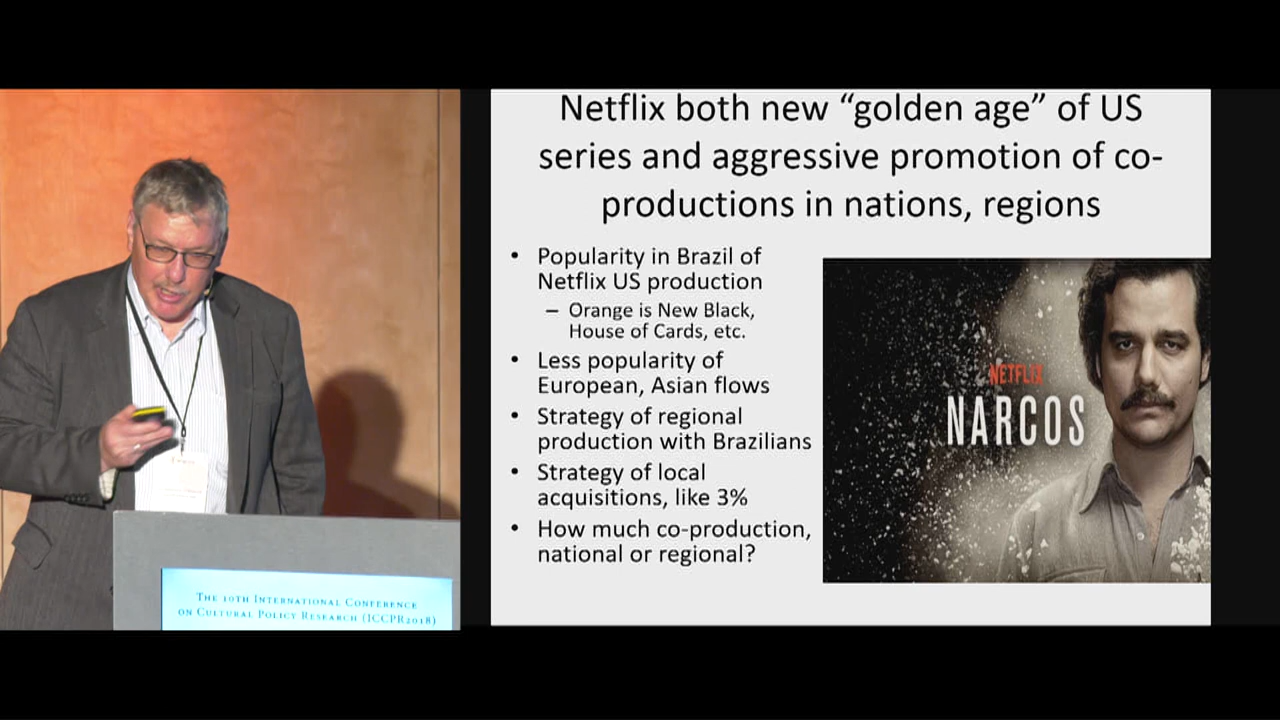 Netflix both new “golden age” of US
series and aggressive promotion of co-
productions in nations, regions
• Popularity in Brazil of
Netflix US production
– Orange is New Black,
House of Cards, etc.
• Less popularity of
European, Asian flows
• Strategy of regional
production with Brazilians
• Strategy of local
acquisitions, like 3%
• How much co-production,
national or regional?
NETFLIX
NARCOS
The 10th International Conference
on Cultural Policy Research (ICCPR2018)